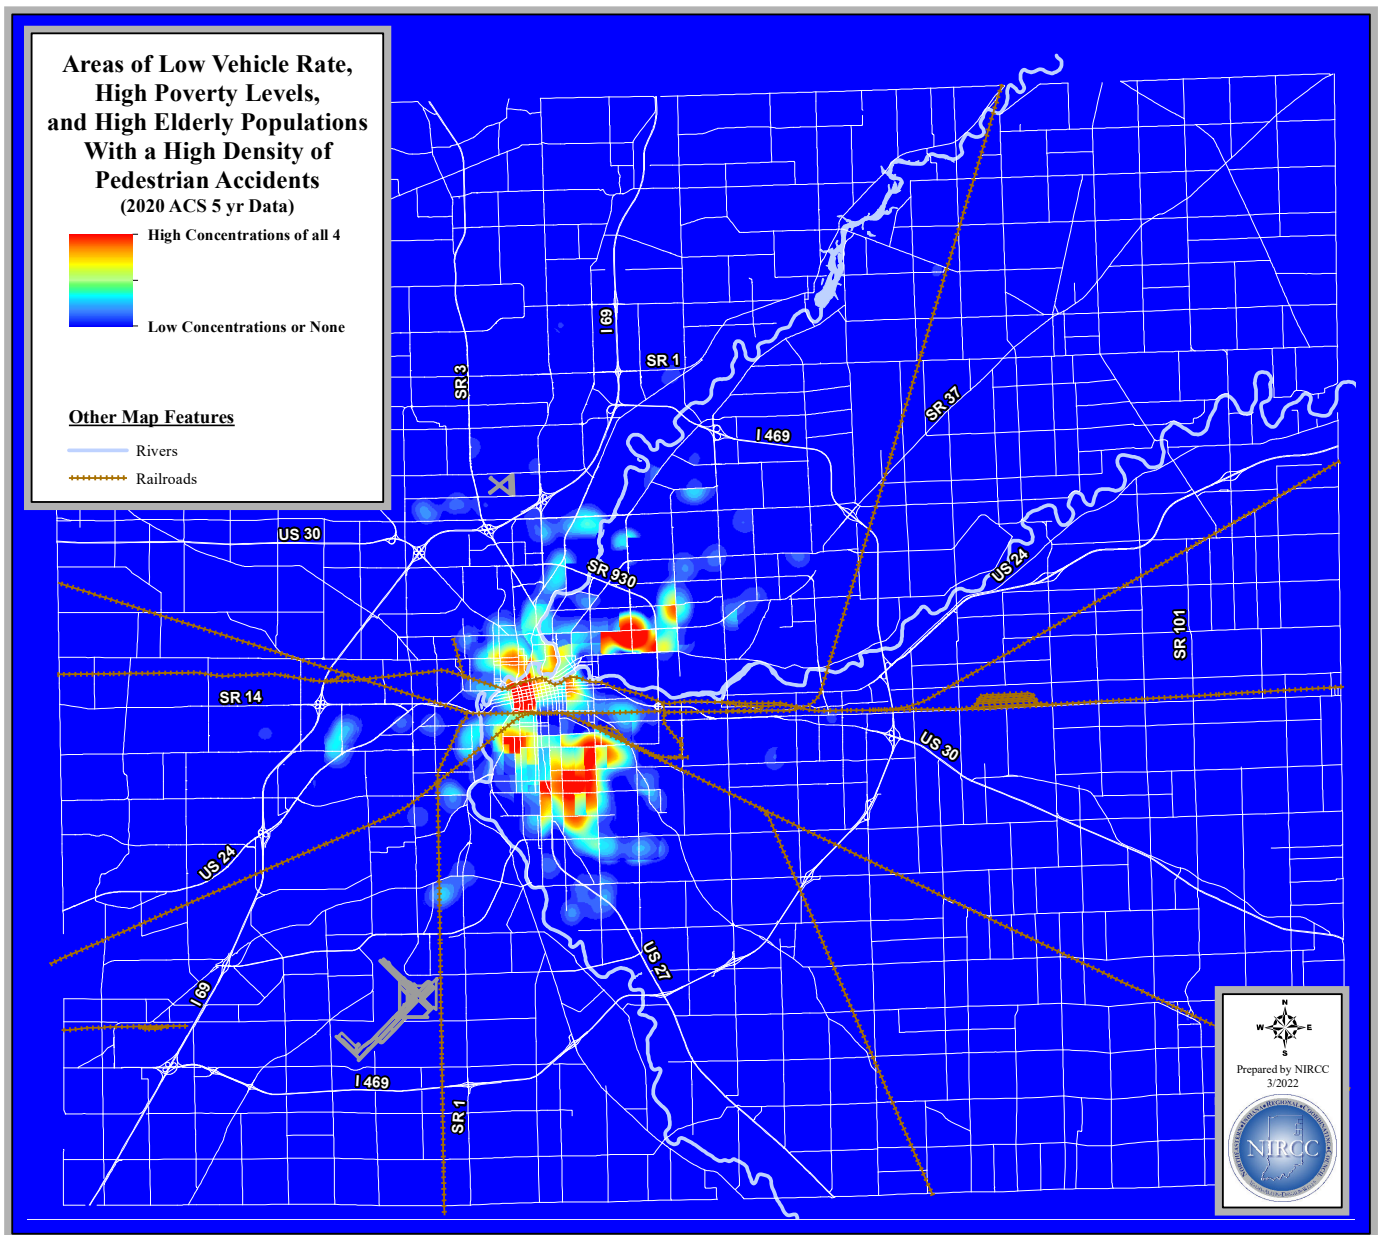 Areas of Low Vehicle Rate,
High Poverty Levels,
and High Elderly Populations
With a High Density of
Pedestrian Accidents
(2020 ACS 5 yr Data)
High Concentrations of all 4
Low Concentrations or None
Other Map Features
Rivers
Railroads
I 69
SR 1
SR 3
SR 37
I 469
US 30
US 24
SR 930
SR 101
SR 14
US 30
US 24
US 27
I 69
I 469
SR 1
N
W E
S
Prepared by NIRCC
3/2022
NIRCC